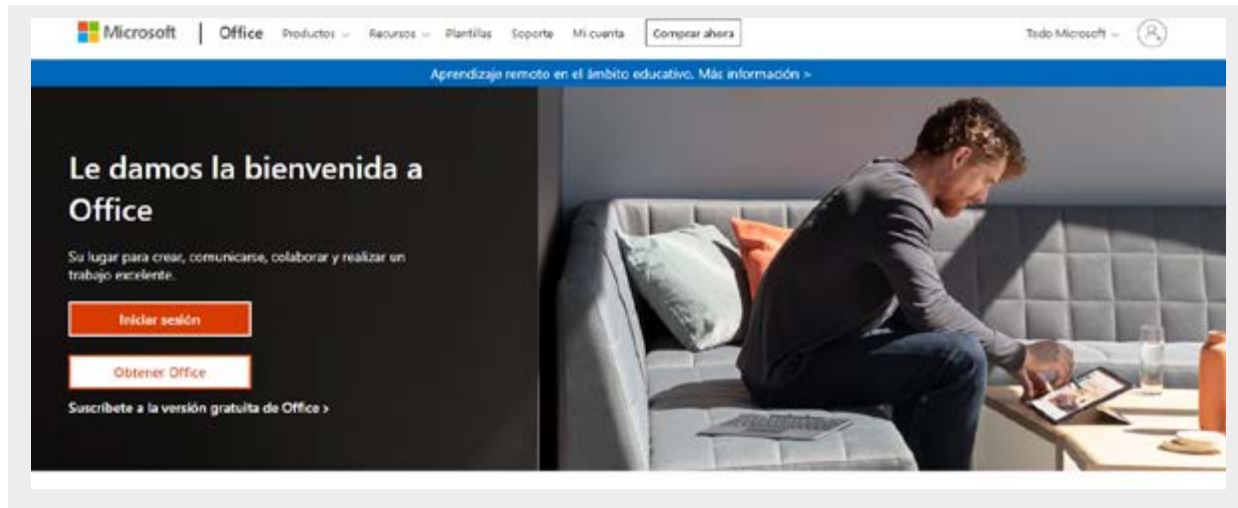 Microsoft | Office Productos Recursos Plantillas Soporte Mi cuenta Comprar ahora Todo Microsoft
Aprendizaje remoto en el ámbito educativo. Más información >
Le damos la bienvenida a
Office
Su lugar para crear, comunicarse, colaborar y realizar un
trabajo excelente.
Iniciar sesión
Obtener Office
Suscríbete a la versión gratuita de Office >